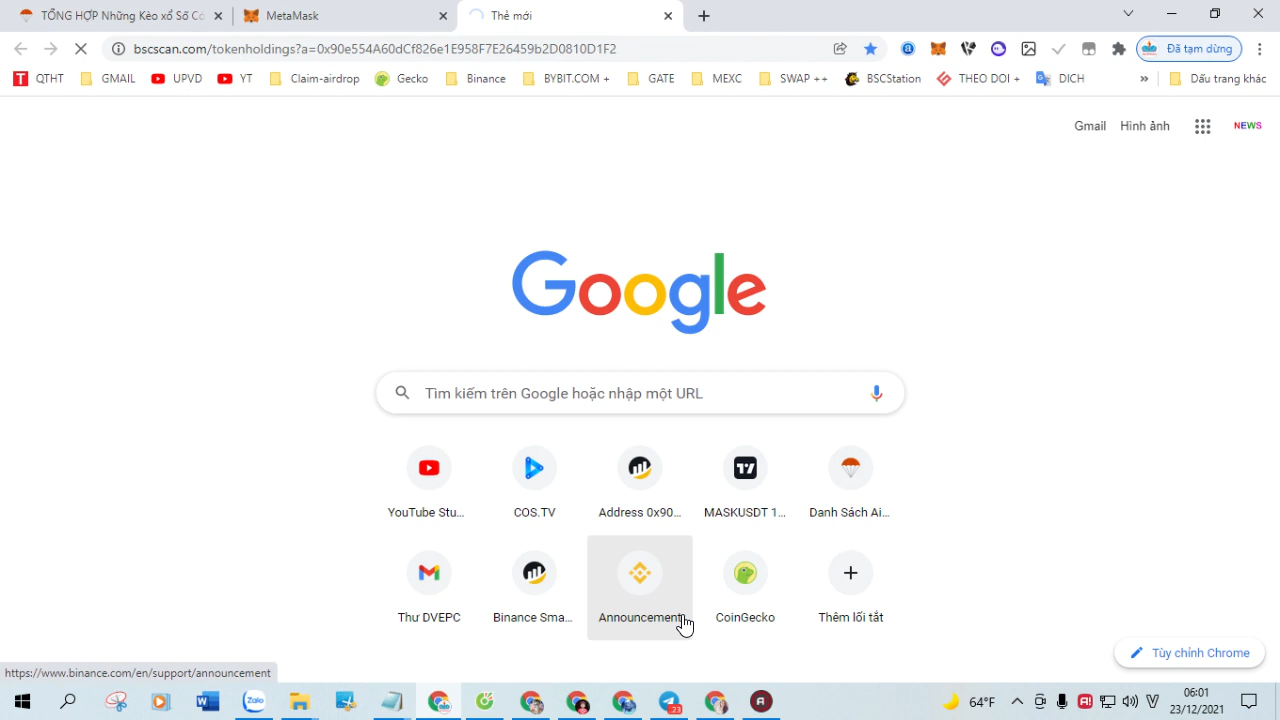 TỔNG HỢP Những Kèo xổ Số Cơ
MetaMask
Thẻ mới
bscscan.com/tokenholdings?a=0x90e554A60dCf826e1E958F7E26459b2D0810D1F2
Đã tạm dừng
QTHT
GMAIL
UPVD
YT
Claim-airdrop
Gecko
Binance
BYBIT.COM +
GATE
MEXC
SWAP ++
BSCStation
THEO DOI +
DICH
»
Dấu trang khác
Gmail
Hình ảnh
NEWS
Google
Tìm kiếm trên Google hoặc nhập một URL
YouTube Stu...
COS.TV
Address 0x90...
MASKUSDT 1...
Danh Sách Ai...
Thư DVEPC
Binance Sma...
Announcement
CoinGecko
Thêm lối tắt
Tùy chỉnh Chrome
https://www.binance.com/en/support/announcement
Zalo
23
64°F
06:01
23/12/2021